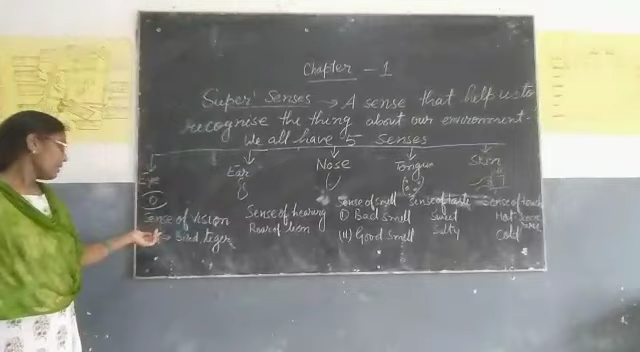 Chapter - 1
Super Senses → A sense that help us to
recognise the thing about our environment.
We all have 5 Senses
Eye Ear Nose Tongue Skin
Sense of vision Sense of hearing Sense of smell Sense of taste Sense of touch
Bird, teger Roar of lion (i) Bad smell Sweet Hot
(ii) Good smell Salty Cold